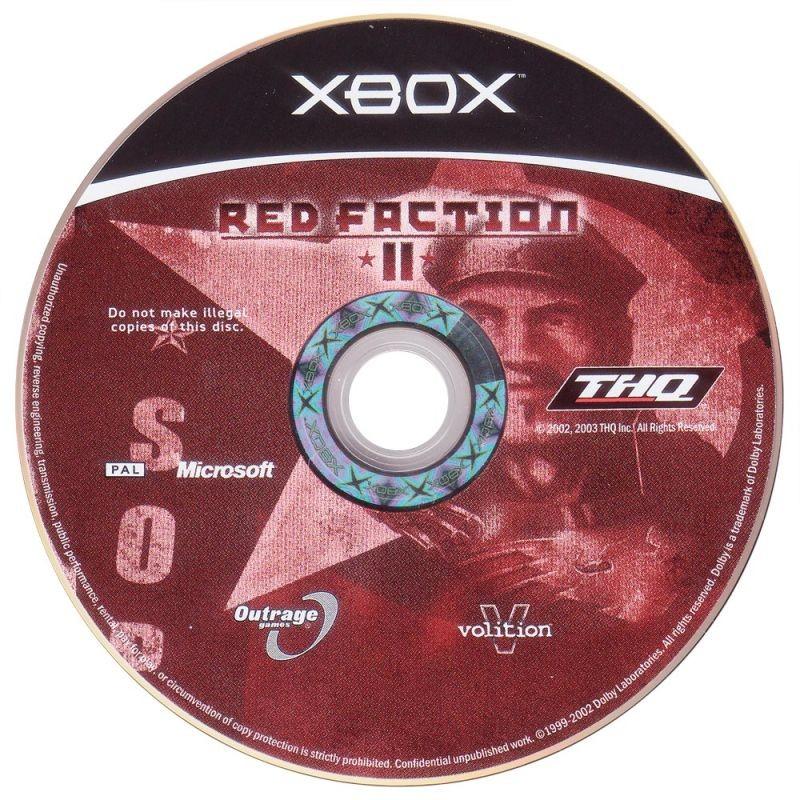 XBOX™
RED FACTION
II
Do not make illegal
copies of this disc.
XBOX
THQ
© 2002, 2003 THQ Inc. All Rights Reserved.
PAL
Microsoft
SO
Outrage
games
V
volition
Unauthorized copying, reverse engineering, transmission, public performance, rental, pay for play, or circumvention of copy protection is strictly prohibited. Confidential unpublished work. ©1999-2002 Dolby Laboratories. All rights reserved. Dolby is a trademark of Dolby Laboratories.